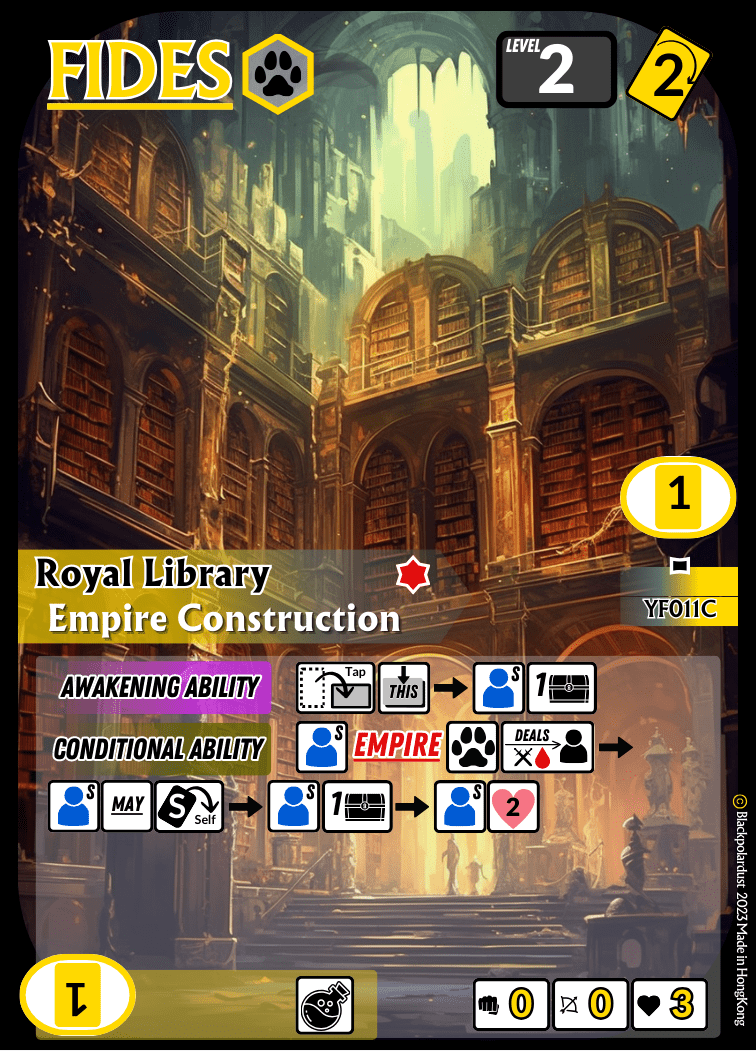 FIDES
LEVEL 2
2
1
Royal Library
Empire Construction
YF011C
AWAKENING ABILITY Tap THIS S 1
CONDITIONAL ABILITY S EMPIRE DEALS
S MAY S Self S 1 S 2
1
0 0 3
© Blackpolardust 2023 Made in HongKong